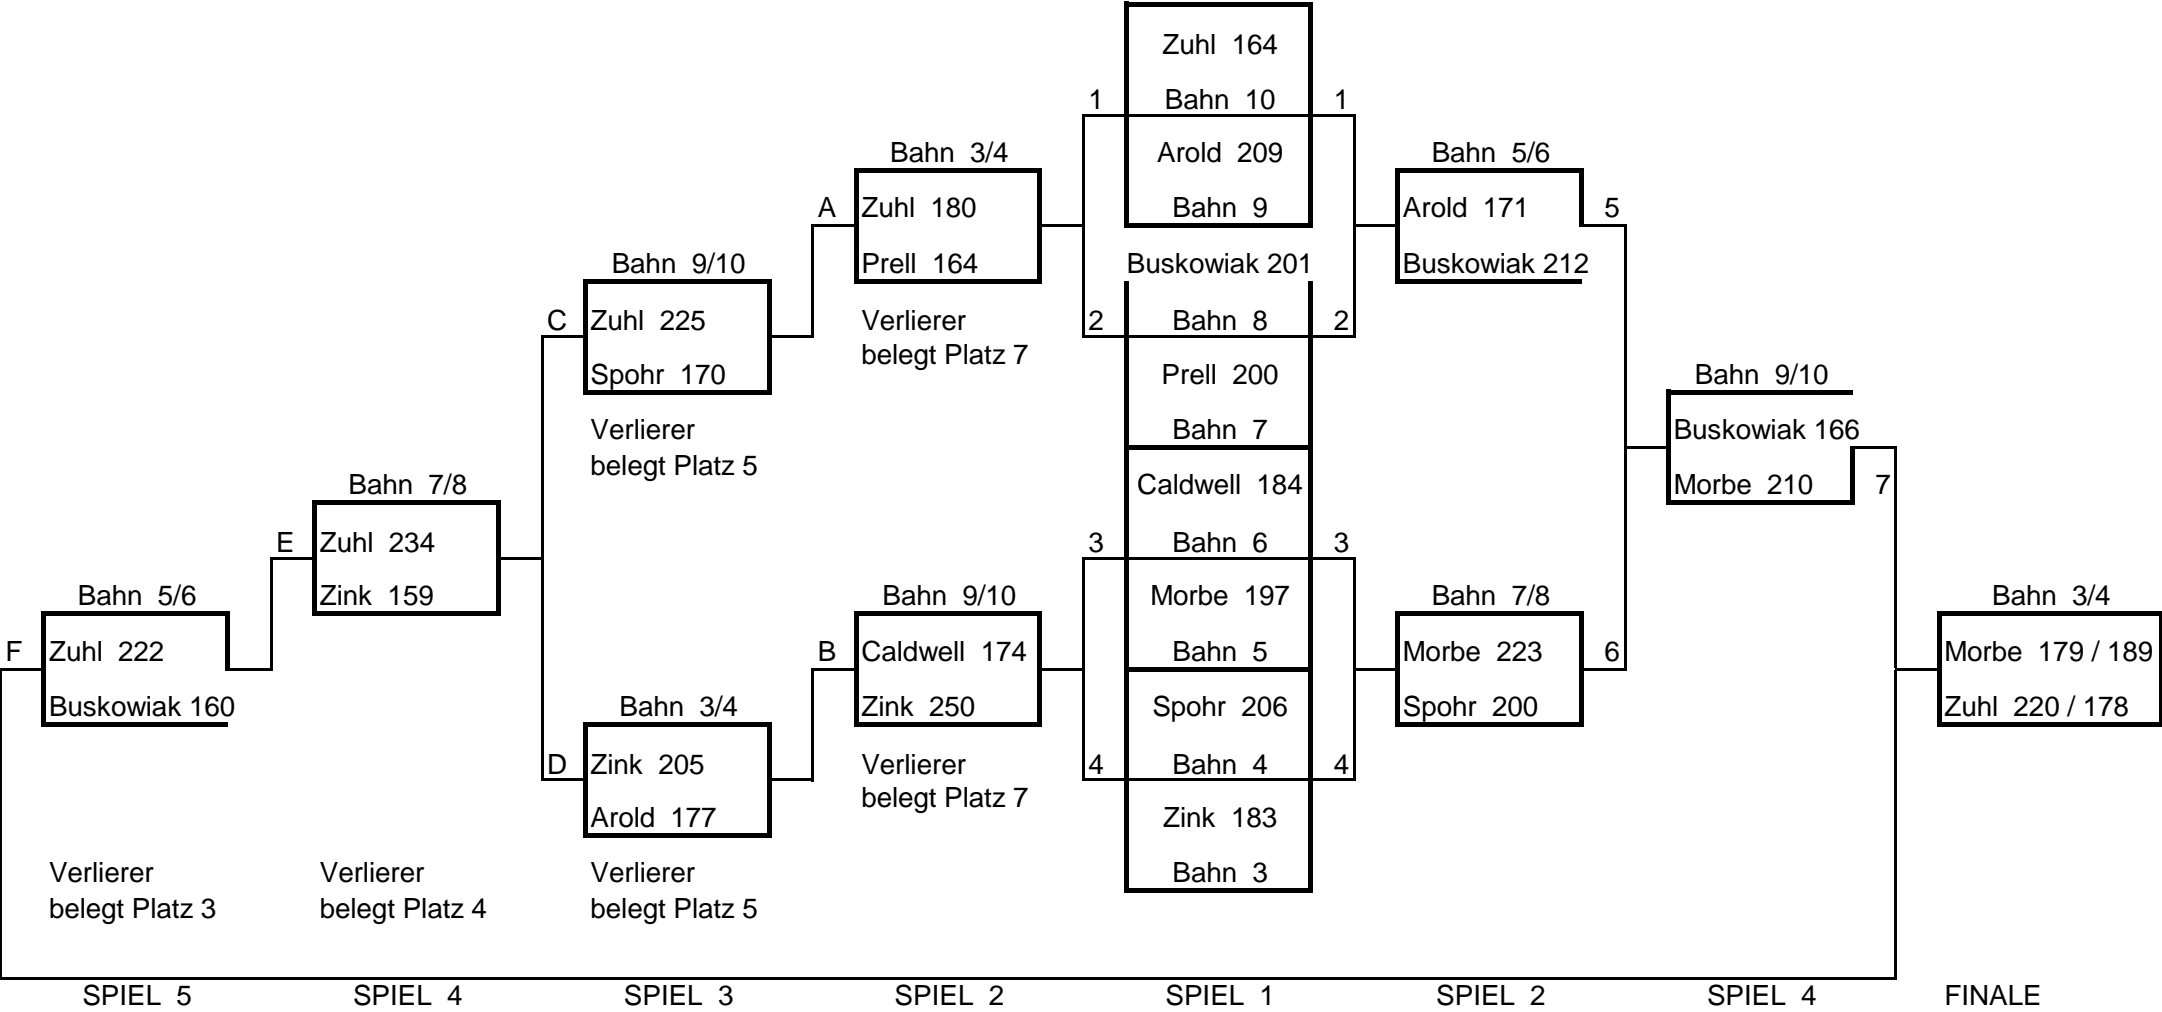 Zuhl 164
1 Bahn 10 1
Bahn 3/4 Arold 209 Bahn 5/6
A Zuhl 180 Bahn 9 Arold 171 5
Bahn 9/10 Prell 164 Buskowiak 201 Buskowiak 212
C Zuhl 225 Verlierer 2 Bahn 8 2
belegt Platz 7
Spohr 170 Prell 200 Bahn 9/10
Verlierer Bahn 7 Buskowiak 166
belegt Platz 5
Bahn 7/8 Caldwell 184 Morbe 210 7
E Zuhl 234 3 Bahn 6 3
Bahn 5/6 Zink 159 Bahn 9/10 Morbe 197 Bahn 7/8 Bahn 3/4
F Zuhl 222 B Caldwell 174 Bahn 5 Morbe 223 6 Morbe 179 / 189
Buskowiak 160 Bahn 3/4 Zink 250 Spohr 206 Spohr 200 Zuhl 220 / 178
D Zink 205 Verlierer 4 Bahn 4 4
belegt Platz 7
Arold 177 Zink 183
Verlierer Verlierer Verlierer Bahn 3
belegt Platz 3 belegt Platz 4 belegt Platz 5
SPIEL 5 SPIEL 4 SPIEL 3 SPIEL 2 SPIEL 1 SPIEL 2 SPIEL 4 FINALE